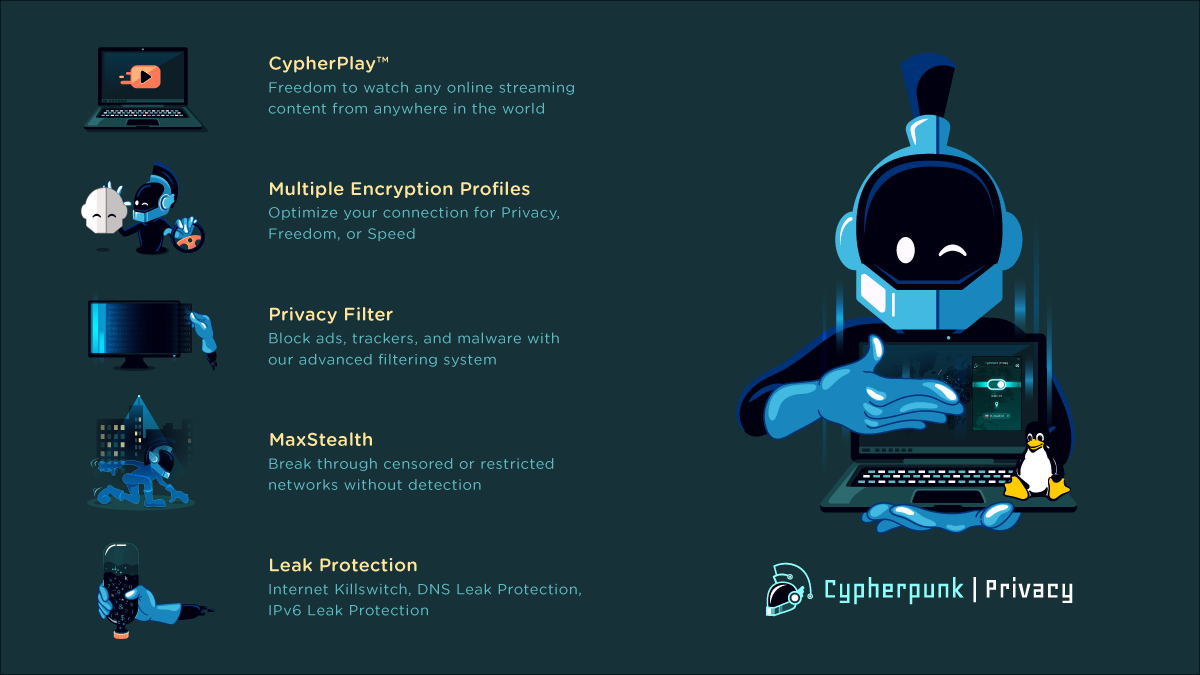 CypherPlay™
Freedom to watch any online streaming
content from anywhere in the world
Multiple Encryption Profiles
Optimize your connection for Privacy,
Freedom, or Speed
Privacy Filter
Block ads, trackers, and malware with
our advanced filtering system
MaxStealth
Break through censored or restricted
networks without detection
Leak Protection
Internet Killswitch, DNS Leak Protection,
IPv6 Leak Protection
Cypherpunk | Privacy